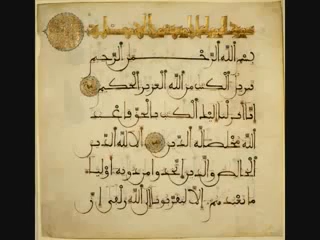 بسم الله الرحمن الرحيم
تنزيل الكتب من الله العزيز الحكيم
إنا أنزلنا إليك الكتب بالحق فاعبد
الله مخلصا له الدين ألا لله الدين
الخالص والذين اتخذوا من دونه أولياء
ما نعبدهم إلا ليقربونا إلى الله زلفى إن